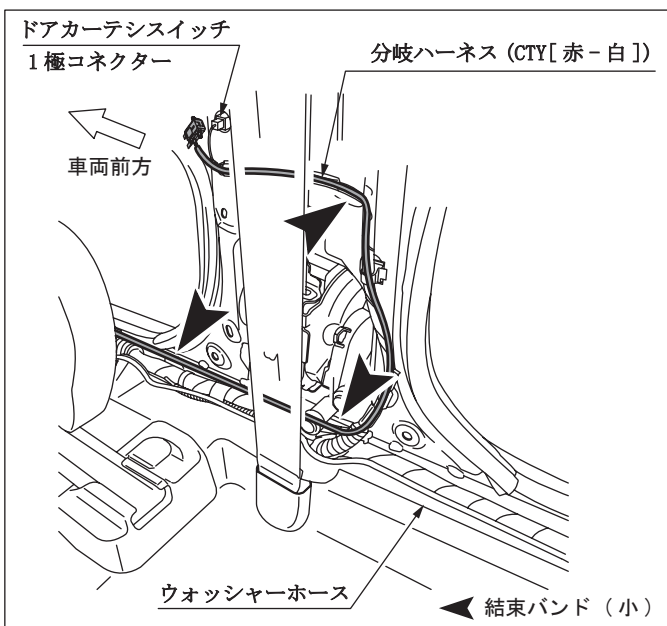 ドアカーテシスイッチ
1極コネクター
分岐ハーネス (CTY[赤－白])
車両前方
ウォッシャーホース
結束バンド（小）